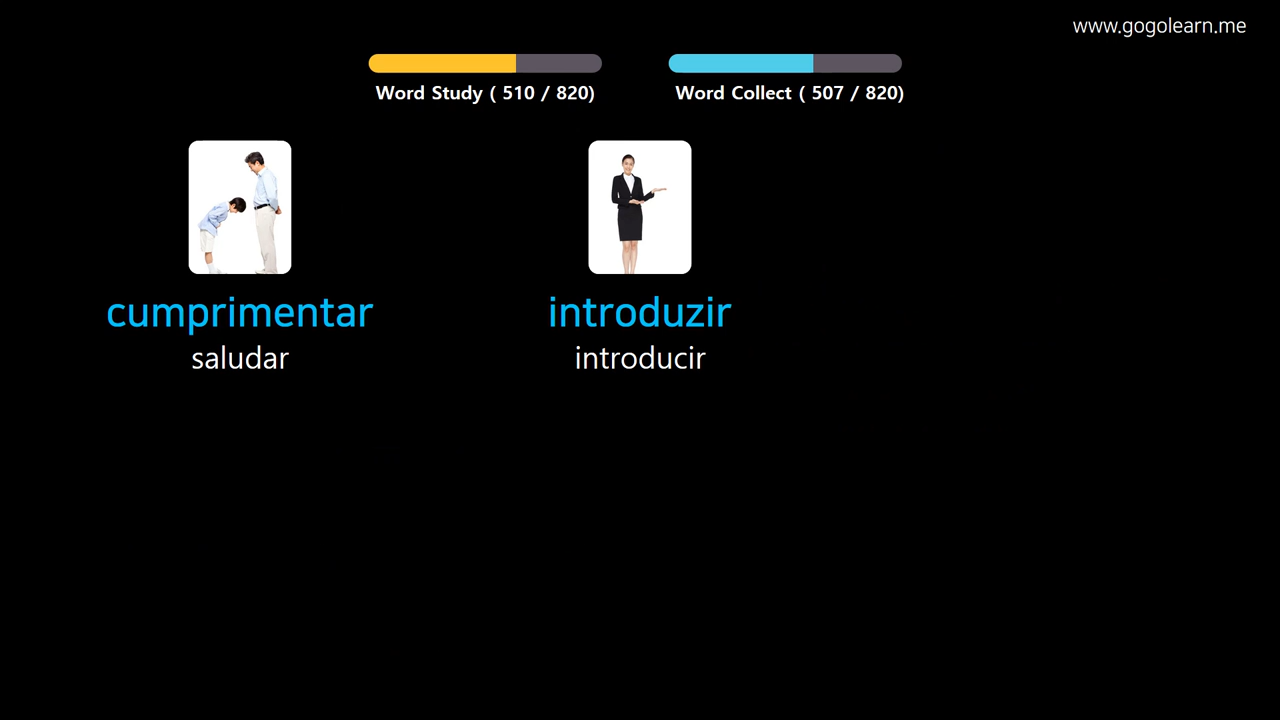 www.gogolearn.me
Word Study ( 510 / 820)
Word Collect ( 507 / 820)
cumprimentar
saludar
introduzir
introducir